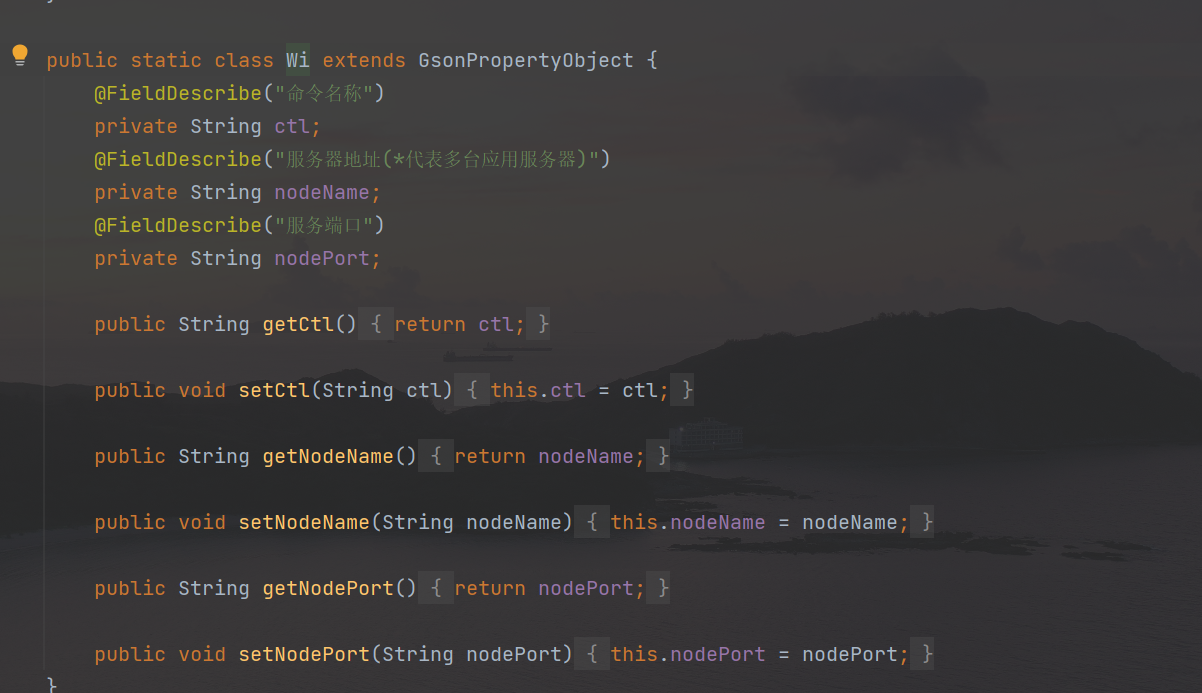 public static class Wi extends GsonPropertyObject {
@FieldDescribe("命令名称")
private String ctl;
@FieldDescribe("服务器地址(*代表多台应用服务器)")
private String nodeName;
@FieldDescribe("服务端口")
private String nodePort;
public String getCtl() { return ctl; }
public void setCtl(String ctl) { this.ctl = ctl; }
public String getNodeName() { return nodeName; }
public void setNodeName(String nodeName) { this.nodeName = nodeName; }
public String getNodePort() { return nodePort; }
public void setNodePort(String nodePort) { this.nodePort = nodePort; }
}